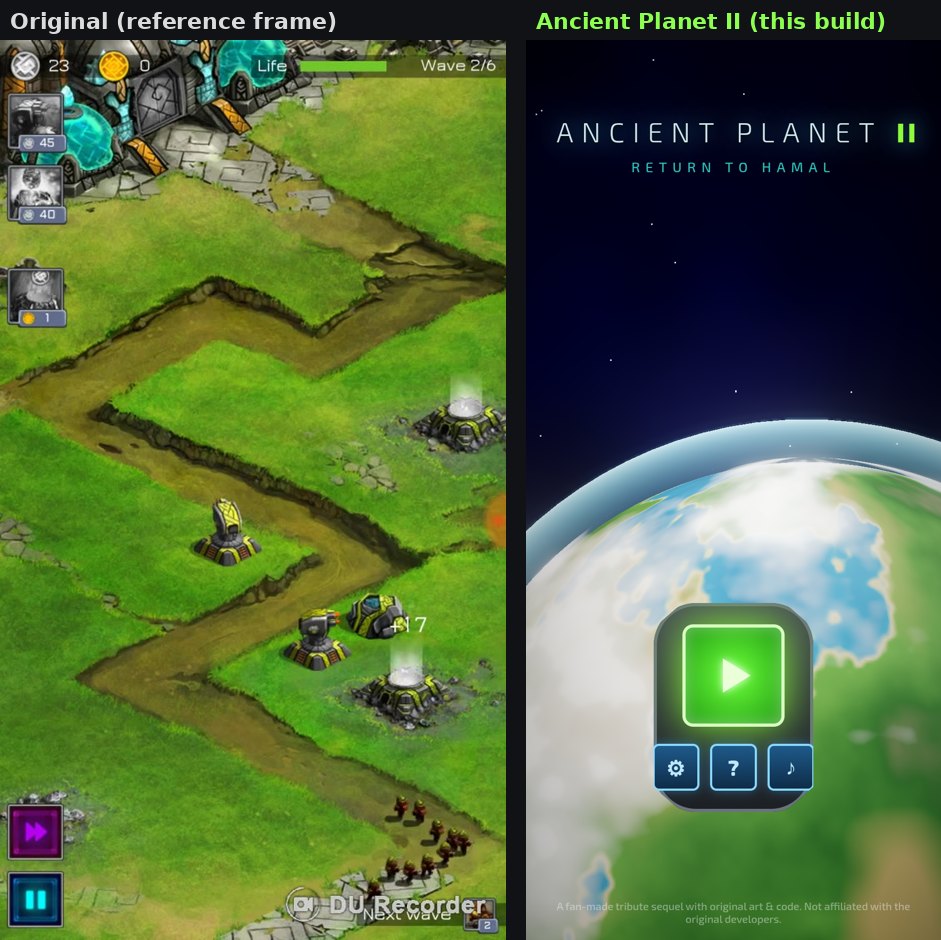 Original (reference frame)
Ancient Planet II (this build)
23
0
Life
Wave 2/6
45
40
1
+17
DU Recorder
Next wave
2
ANCIENT PLANET II
RETURN TO HAMAL
?
A fan-made tribute sequel with original art & code. Not affiliated with the
original developers.